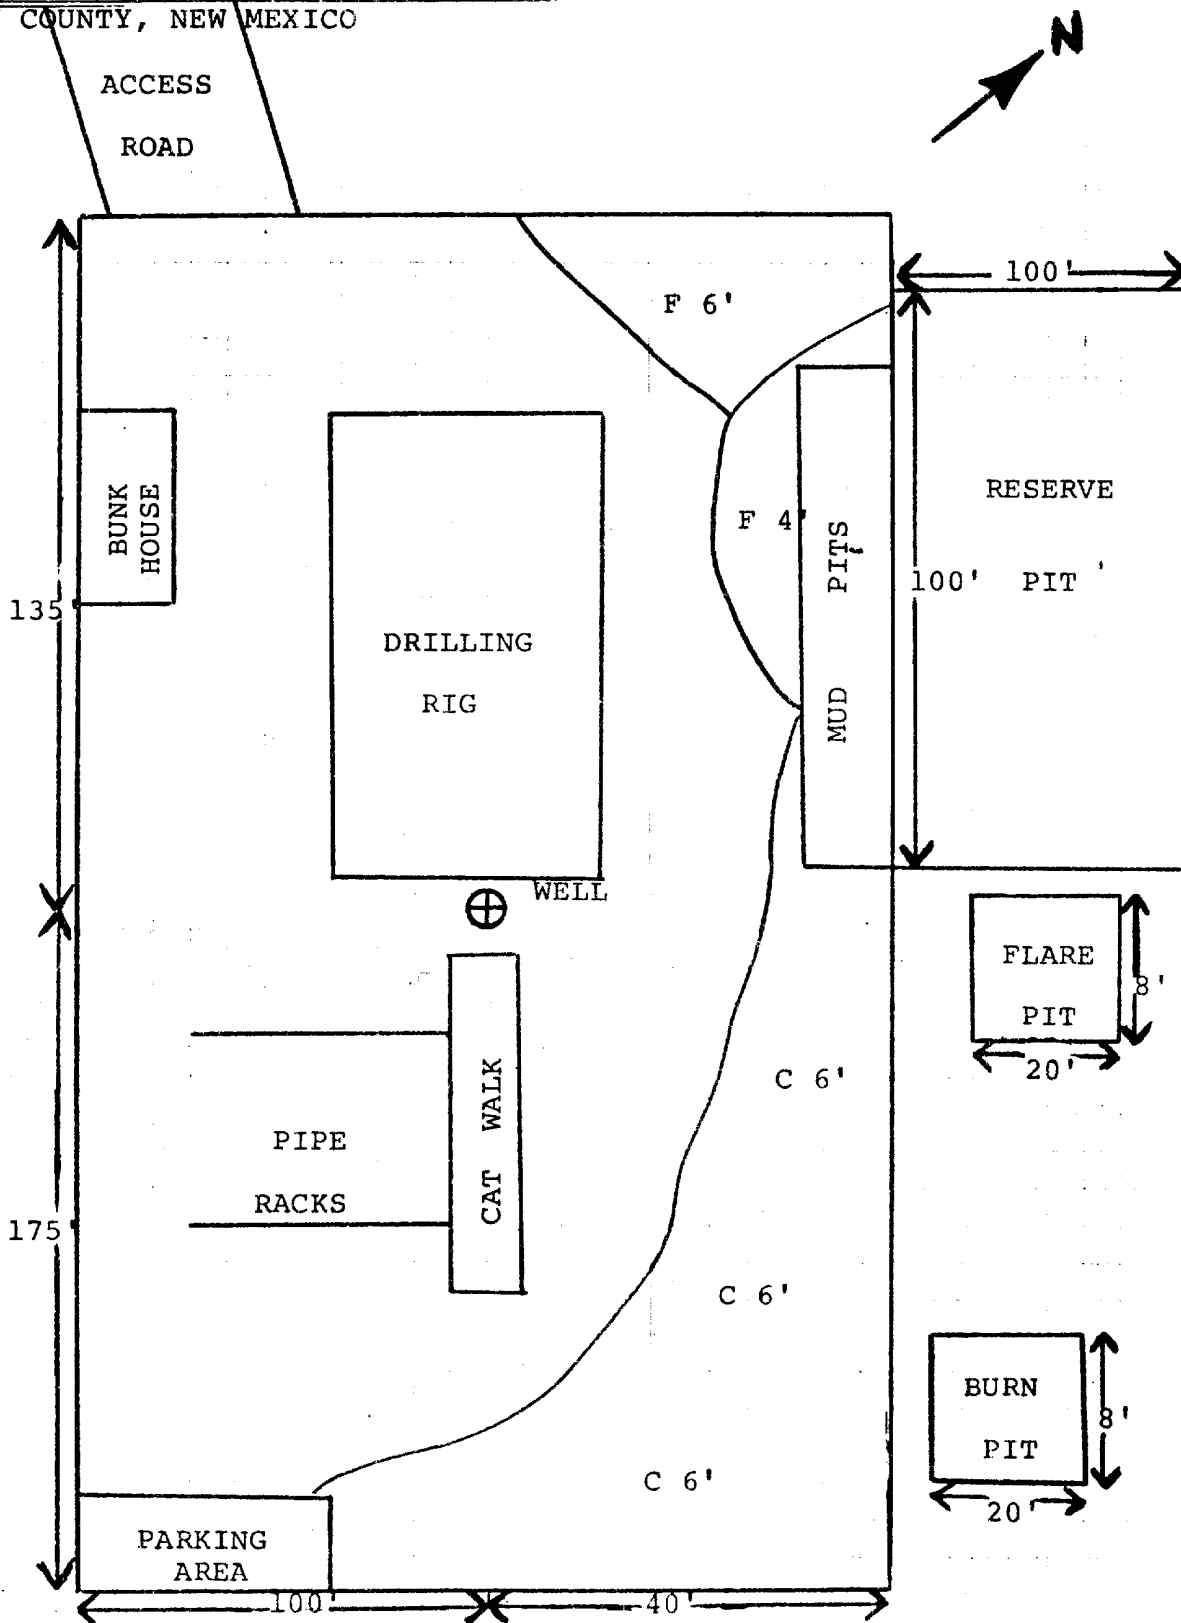 COUNTY, NEW MEXICO
N
ACCESS
ROAD
100'
F 6'
BUNK
HOUSE
RESERVE
PIT '
F 4'
MUD PITS
100'
135'
DRILLING
RIG
WELL
FLARE
PIT
8'
20'
C 6'
CAT WALK
PIPE
RACKS
175'
C 6'
BURN
PIT
8'
20'
C 6'
PARKING
AREA
100'
40'